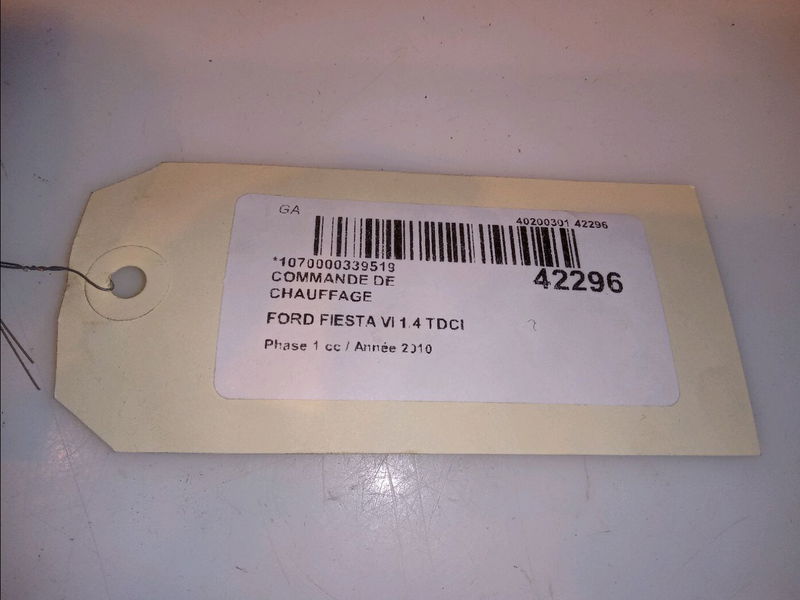 GA
40200301 42296
*1070000339519
42296
COMMANDE DE
CHAUFFAGE
FORD FIESTA VI 1.4 TDCI
Phase 1 cc / Année 2010